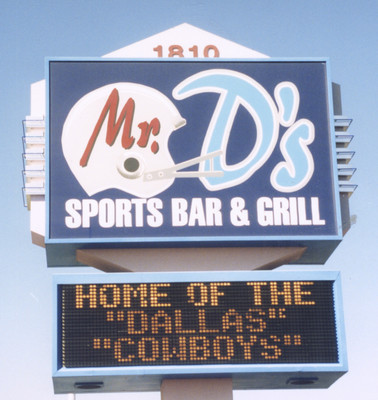 1810
Mr. D's
SPORTS BAR & GRILL
HOME OF THE
"DALLAS"
"COWBOYS"